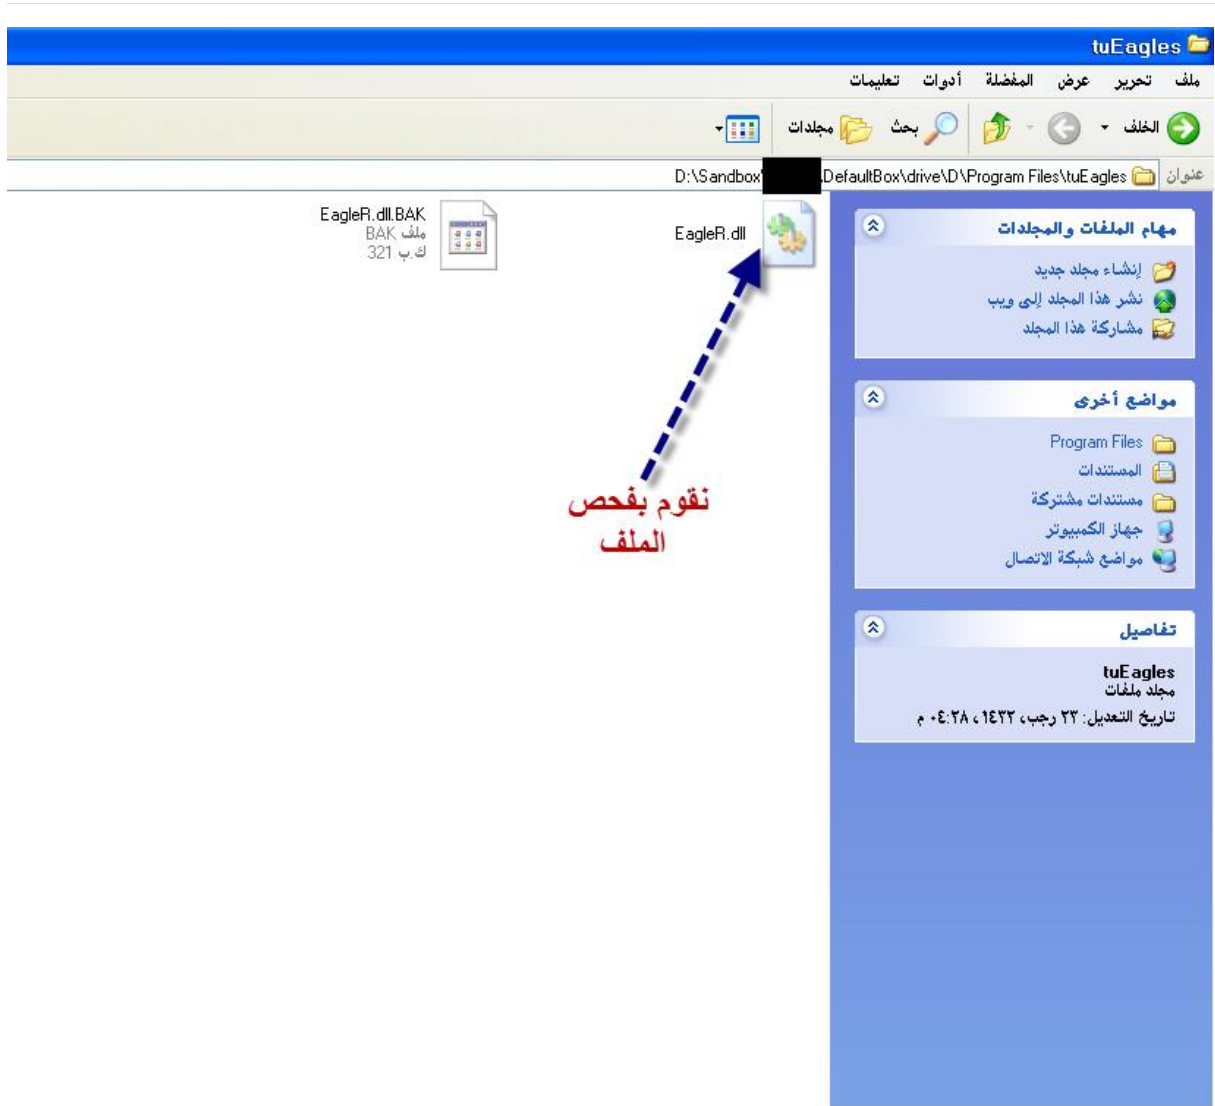 tuEagles
ملف تحرير عرض المفضلة أدوات تعليمات
الخلف بحث مجلدات
عنوان D:\Sandbox\ \DefaultBox\drive\D\Program Files\tuEagles
مهام الملفات والمجلدات
إنشاء مجلد جديد
نشر هذا المجلد إلى ويب
مشاركة هذا المجلد
مواضع أخرى
Program Files
المستندات
مستندات مشتركة
جهاز الكمبيوتر
مواضع شبكة الاتصال
تفاصيل
tuEagles
مجلد ملفات
تاريخ التعديل: ٢٣ رجب، ١٤٣٢، ٠٤:٢٨ م
EagleR.dll
EagleR.dll.BAK
ملف BAK
321 ك.ب
نقوم بفحص
الملف